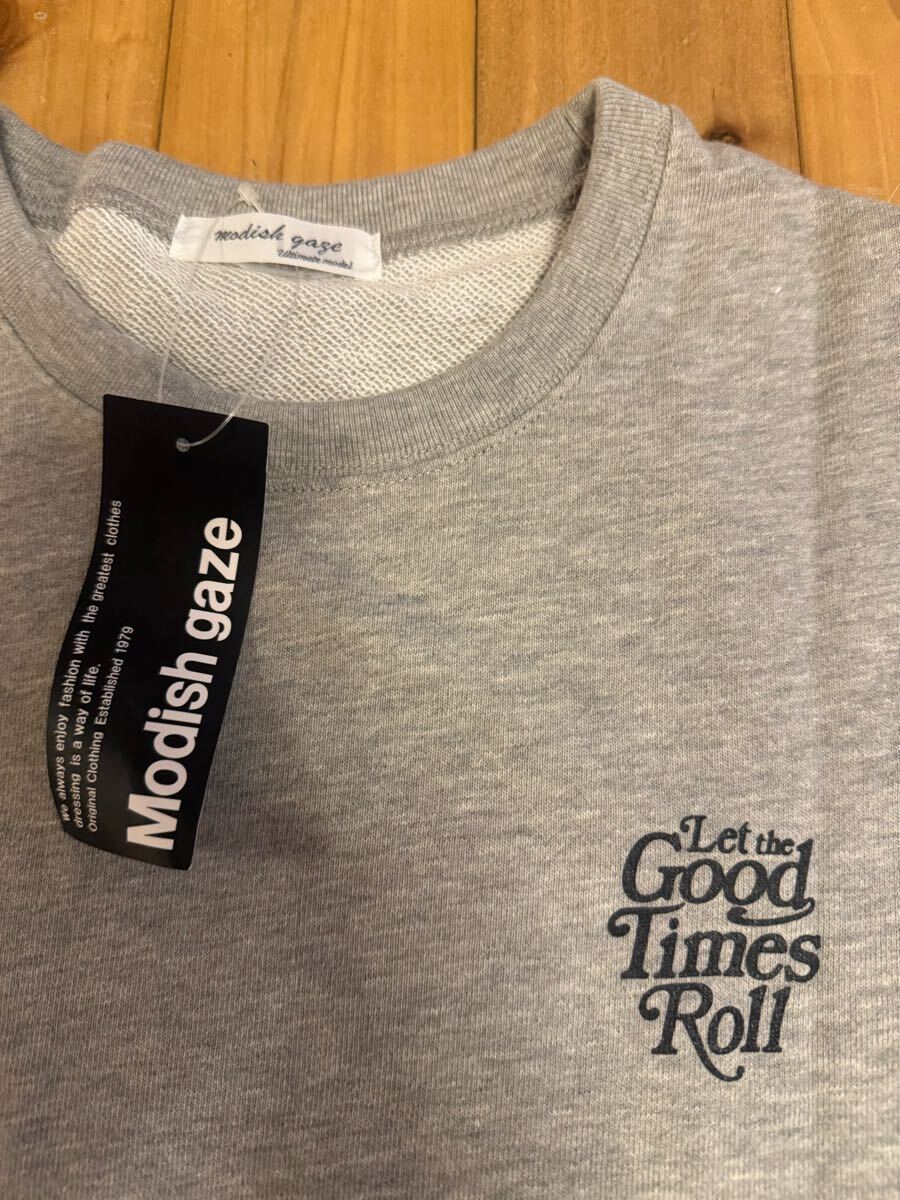 modish gaze
Ultimate model
we always enjoy fashion with the greatest clothes
dressing is a way of life.
Original Clothing Established 1979
Modish gaze
Let the
Good
Times
Roll